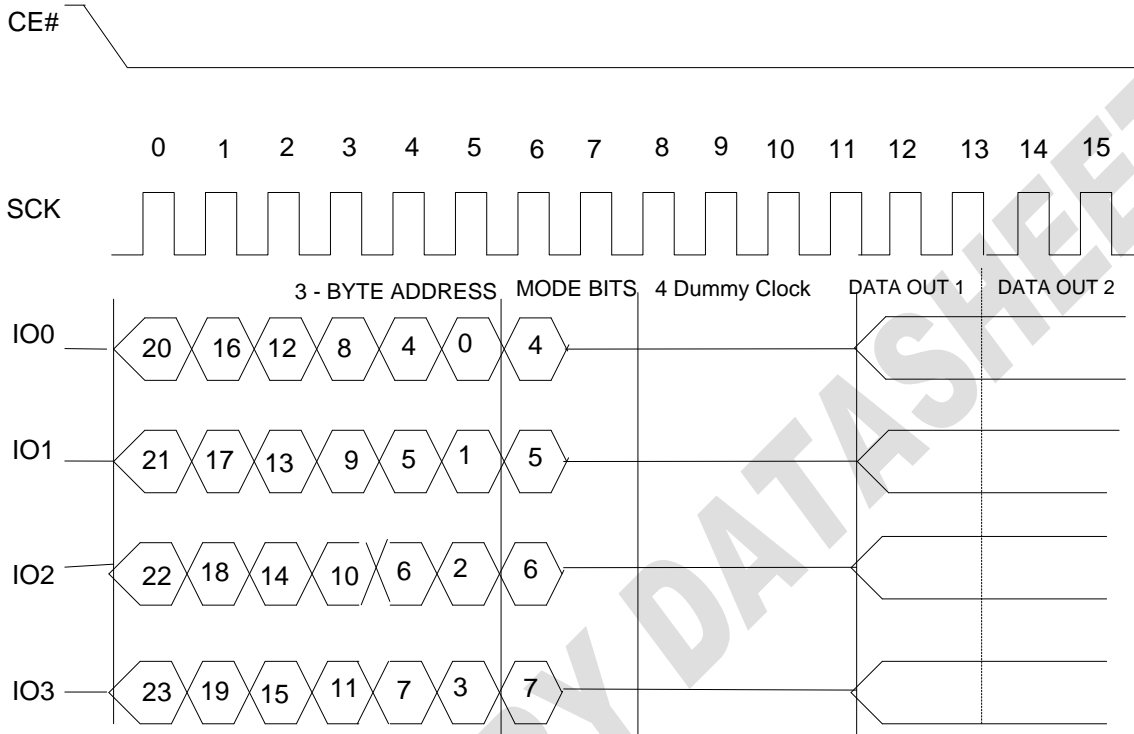 CE#
0 1 2 3 4 5 6 7 8 9 10 11 12 13 14 15
SCK
3 - BYTE ADDRESS MODE BITS 4 Dummy Clock DATA OUT 1 DATA OUT 2
IO0 20 16 12 8 4 0 4
IO1 21 17 13 9 5 1 5
IO2 22 18 14 10 6 2 6
IO3 23 19 15 11 7 3 7
RY DATASHEET